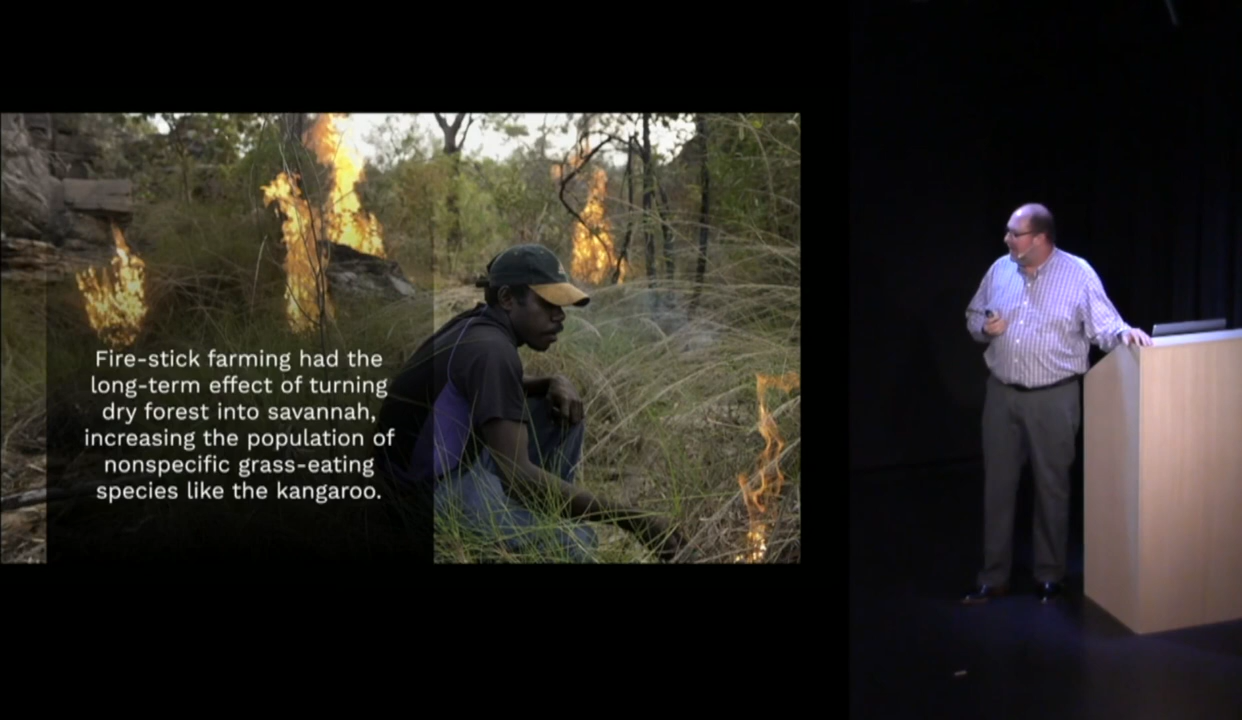 Fire-stick farming had the
long-term effect of turning
dry forest into savannah,
increasing the population of
nonspecific grass-eating
species like the kangaroo.